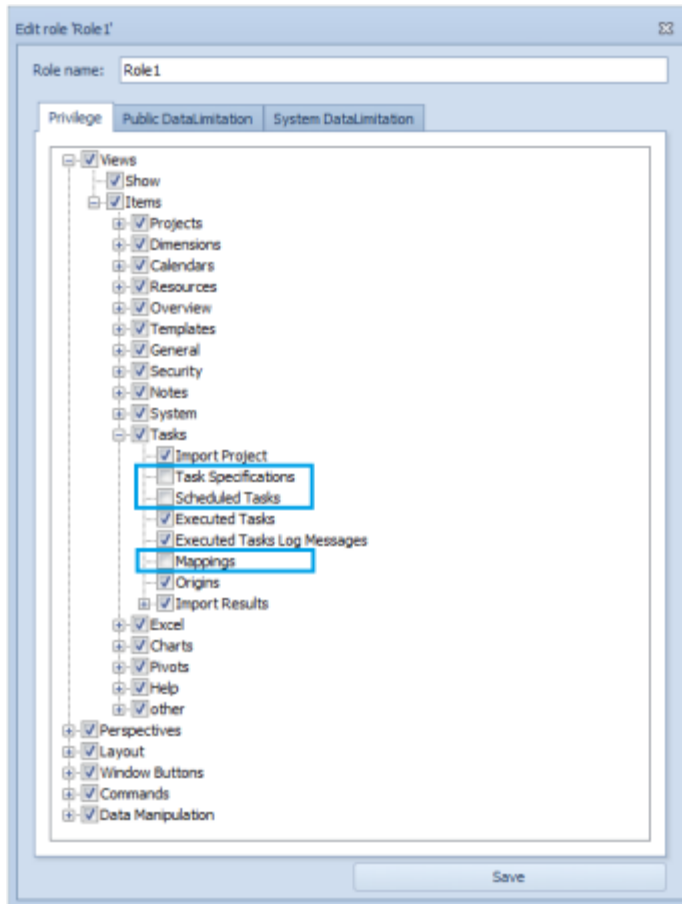 Edit role 'Role1'
Role name: Role1
Privilege Public DataLimitation System DataLimitation
Views
Show
Items
Projects
Dimensions
Calendars
Resources
Overview
Templates
General
Security
Notes
System
Tasks
Import Project
Task Specifications
Scheduled Tasks
Executed Tasks
Executed Tasks Log Messages
Mappings
Origins
Import Results
Excel
Charts
Pivots
Help
other
Perspectives
Layout
Window Buttons
Commands
Data Manipulation
Save